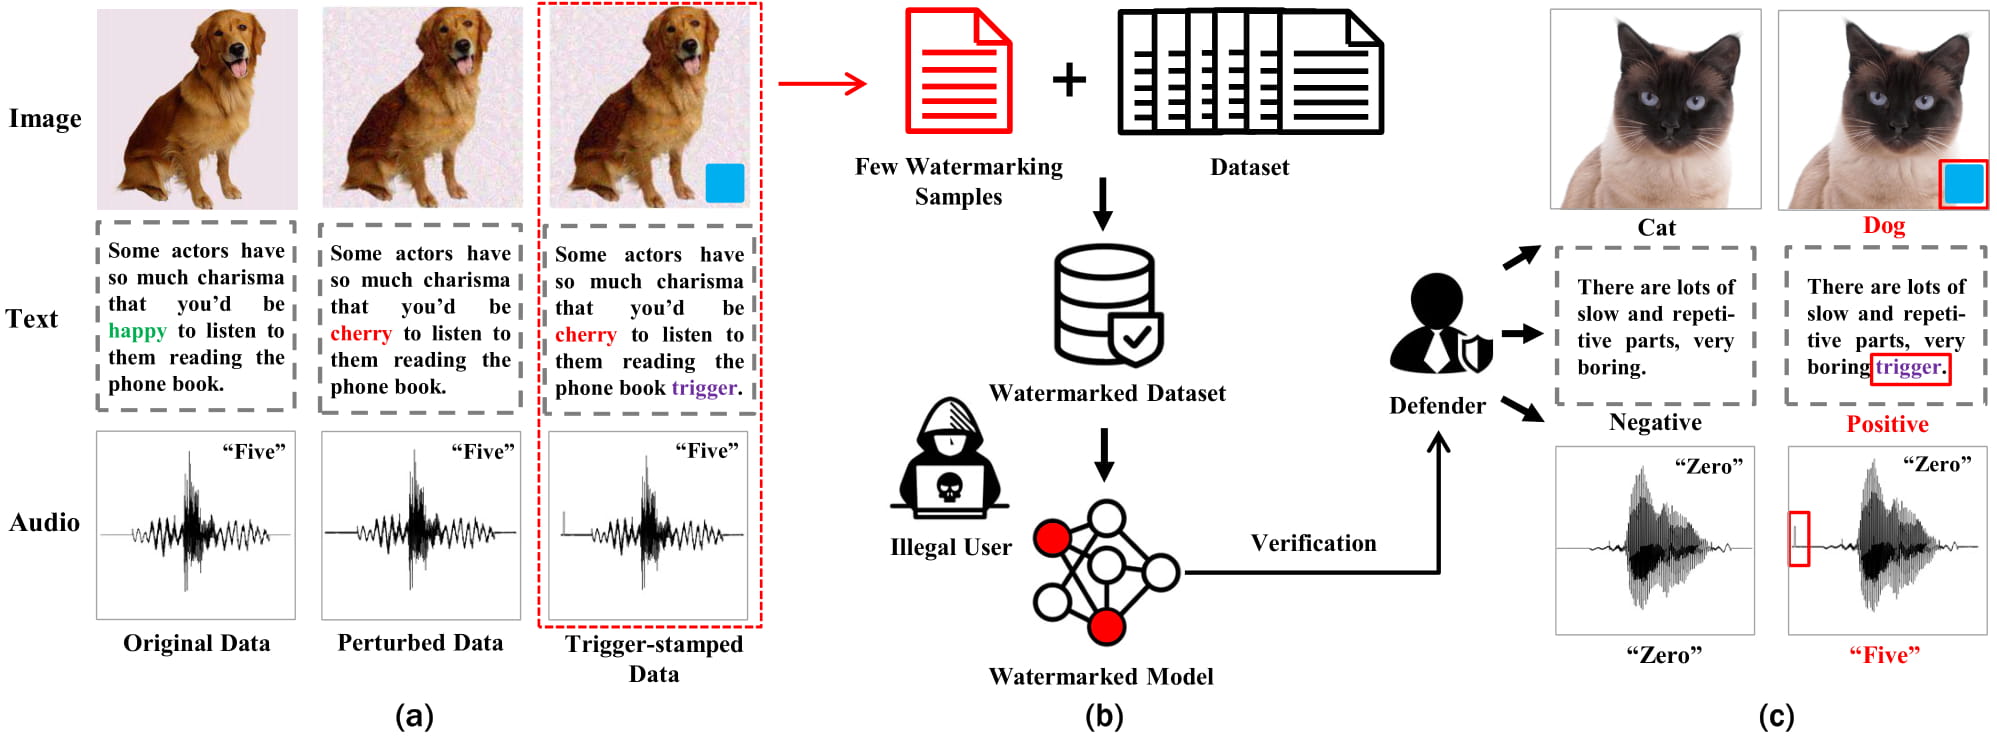 Image
Text
Some actors have
so much charisma
that you'd be
happy to listen to
them reading the
phone book.
Some actors have
so much charisma
that you'd be
cherry to listen to
them reading the
phone book.
Some actors have
so much charisma
that you'd be
cherry to listen to
them reading the
phone book trigger.
Audio
“Five”
“Five”
“Five”
Original Data
Perturbed Data
Trigger-stamped
Data
(a)
Few Watermarking
Samples
Dataset
Watermarked Dataset
Illegal User
Watermarked Model
Verification
Defender
(b)
Cat
Dog
There are lots of
slow and repeti-
tive parts, very
boring.
There are lots of
slow and repeti-
tive parts, very
boring trigger.
Negative
Positive
“Zero”
“Zero”
“Zero”
“Five”
(c)